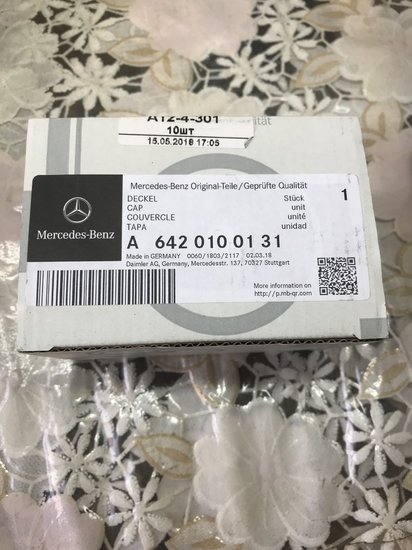 A12-4-301
10шт
15.05.2018 17:05
Mercedes-Benz Original-Teile/Geprüfte Qualität
DECKEL Stück 1
CAP unit
COUVERCLE unité
TAPA unidad
Mercedes-Benz
A 642 010 01 31
Made in GERMANY 0060/1803/2117 02.03.18
Daimler AG, Germany, Mercedesstr. 137, 70327 Stuttgart
More information on
http://p.mb-qr.com